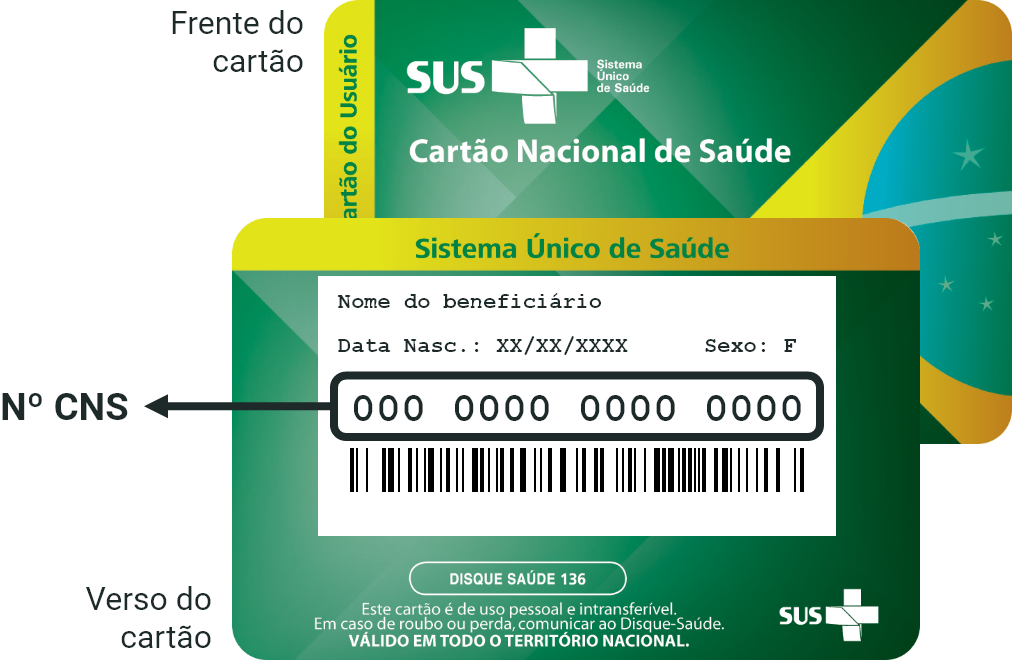 Frente do
cartão
artão do Usuário
SUS
Sistema
Único
de Saúde
Cartão Nacional de Saúde
Sistema Único de Saúde
Nome do beneficiário
Data Nasc.: XX/XX/XXXX Sexo: F
Nº CNS
000 0000 0000 0000
DISQUE SAÚDE 136
Este cartão é de uso pessoal e intransferível.
Em caso de roubo ou perda, comunicar ao Disque-Saúde.
VÁLIDO EM TODO O TERRITÓRIO NACIONAL.
SUS
Verso do
cartão